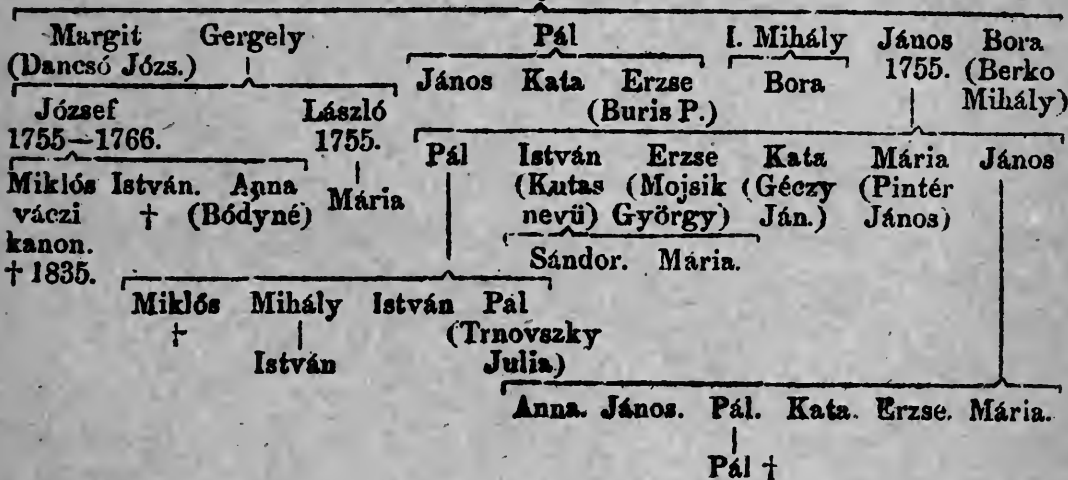 Margit Gergely Pál I. Mihály János Bora
(Dancsó Józs.) János Kata Erzse Bora 1755. (Berko
József László (Buris P.) Mihály)
1755—1766. 1755. Pál István Erzse Kata Mária János
Miklós István. Anna Mária (Kutas (Mojsik (Géczy (Pintér
váczi † (Bódyné) nevü) György) Ján.) János)
kanon.
† 1835. Sándor. Mária.
Miklós Mihály István Pál
† (Trnovszky
István Julia)
Anna. János. Pál. Kata. Erzse. Mária.
Pál †